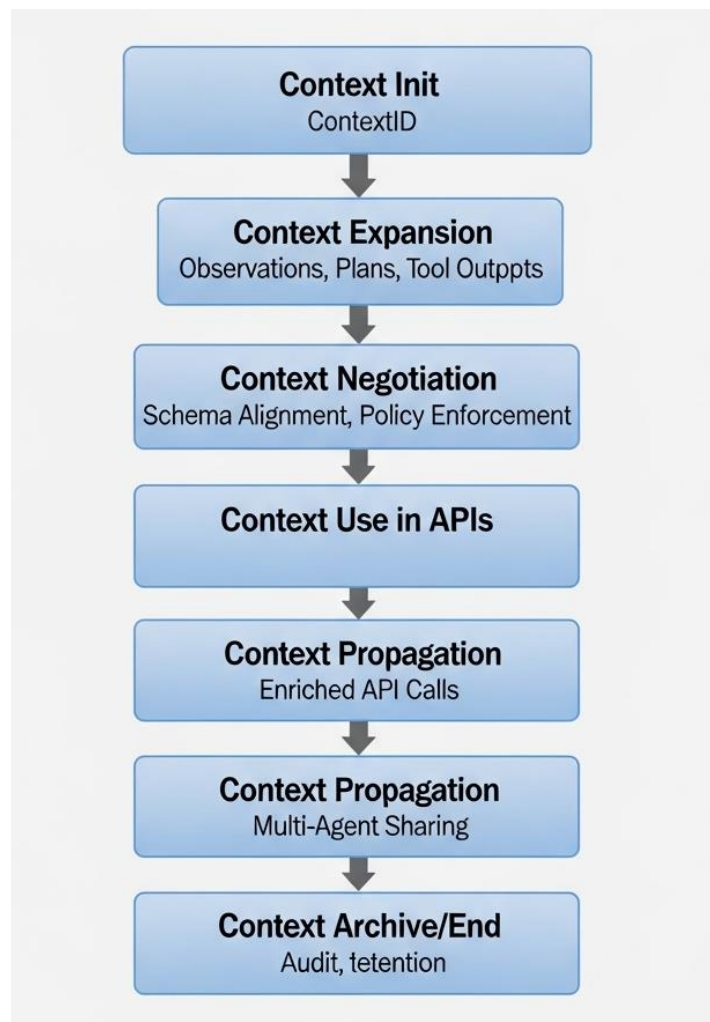 Context Init
ContextID
Context Expansion
Observations, Plans, Tool Outppts
Context Negotiation
Schema Alignment, Policy Enforcement
Context Use in APIs
Context Propagation
Enriched API Calls
Context Propagation
Multi-Agent Sharing
Context Archive/End
Audit, tetention